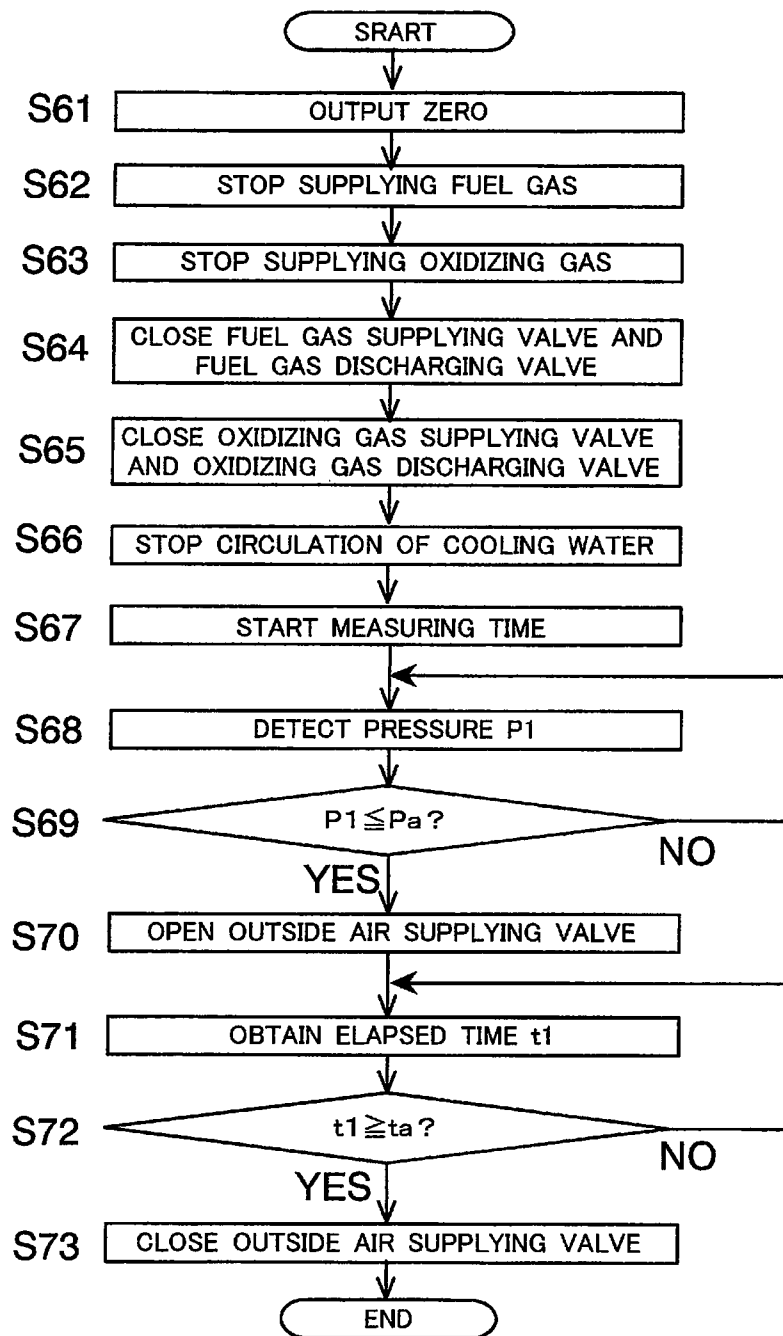 SRART
S61
OUTPUT ZERO
S62
STOP SUPPLYING FUEL GAS
S63
STOP SUPPLYING OXIDIZING GAS
S64
CLOSE FUEL GAS SUPPLYING VALVE AND
FUEL GAS DISCHARGING VALVE
S65
CLOSE OXIDIZING GAS SUPPLYING VALVE
AND OXIDIZING GAS DISCHARGING VALVE
S66
STOP CIRCULATION OF COOLING WATER
S67
START MEASURING TIME
S68
DETECT PRESSURE P1
S69
P1≦Pa?
NO
YES
S70
OPEN OUTSIDE AIR SUPPLYING VALVE
S71
OBTAIN ELAPSED TIME t1
S72
t1≧ta?
NO
YES
S73
CLOSE OUTSIDE AIR SUPPLYING VALVE
END